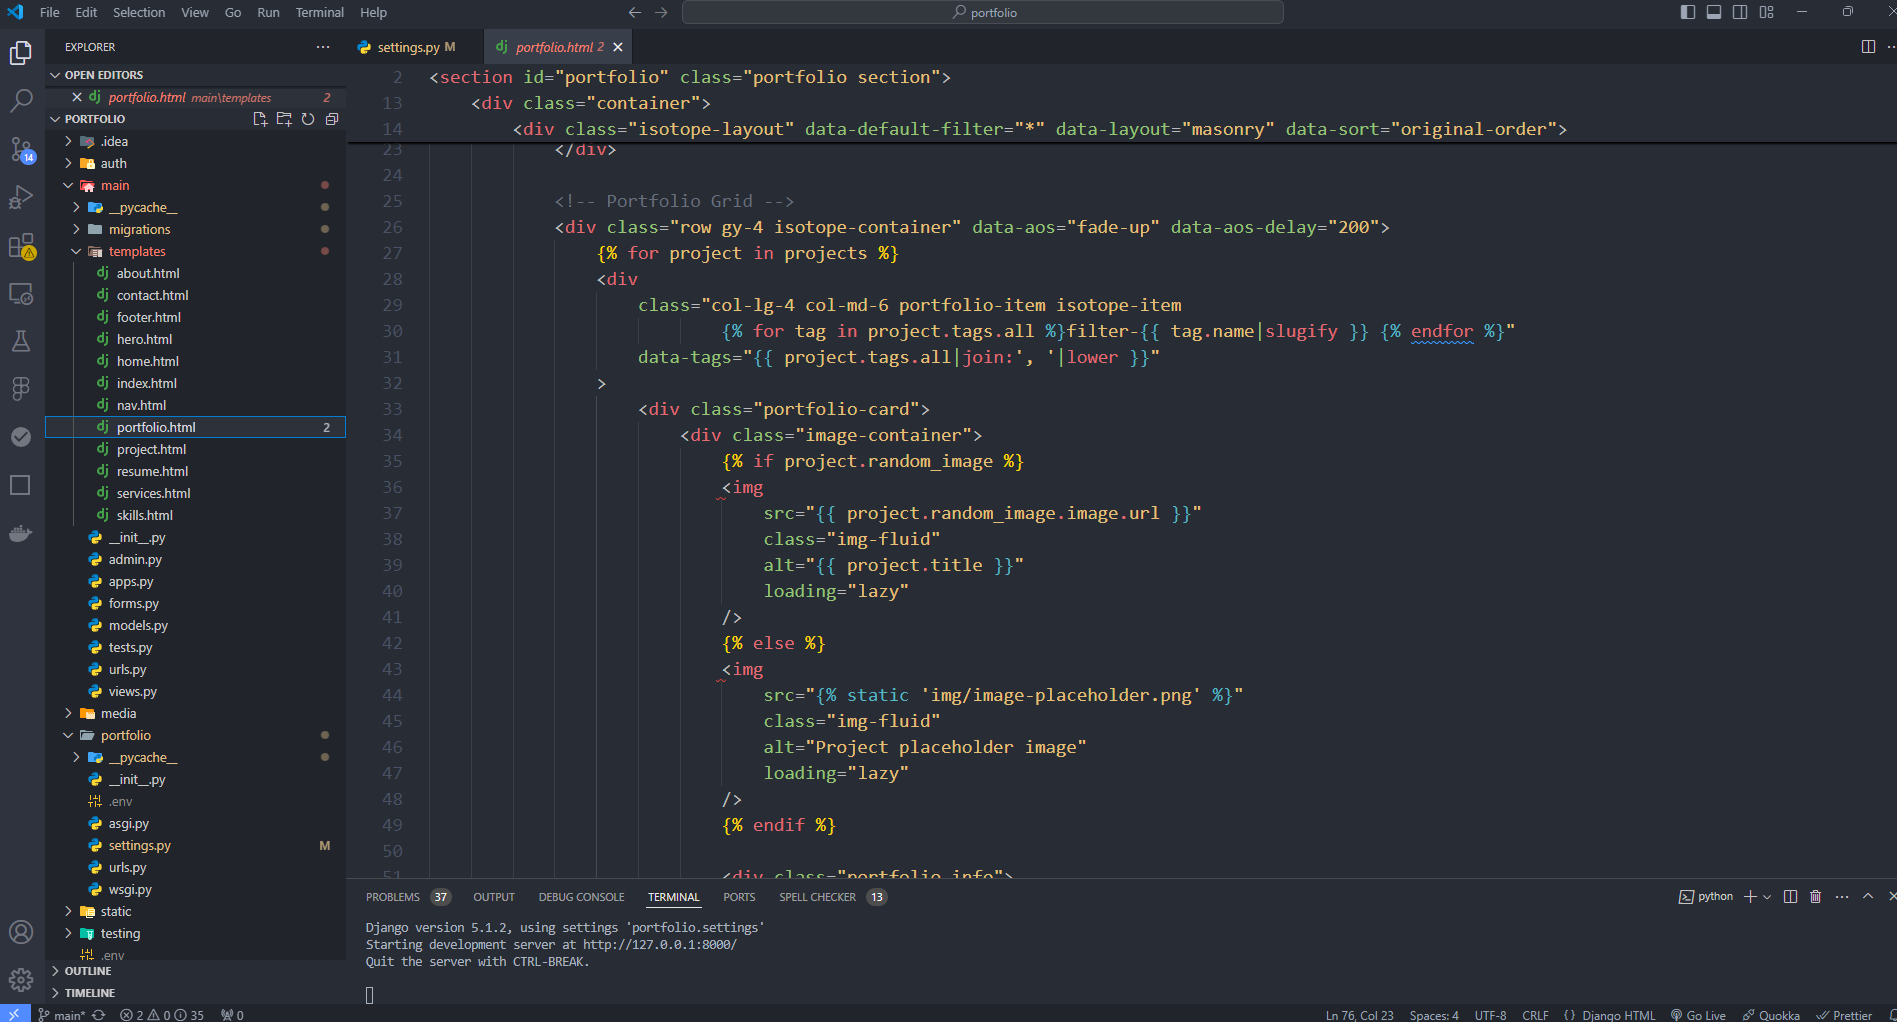 File Edit Selection View Go Run Terminal Help
portfolio
EXPLORER
settings.py M
portfolio.html 2
OPEN EDITORS
portfolio.html main\templates 2
PORTFOLIO
.idea
auth
main
__pycache__
migrations
templates
about.html
contact.html
footer.html
hero.html
home.html
index.html
nav.html
portfolio.html 2
project.html
resume.html
services.html
skills.html
__init__.py
admin.py
apps.py
forms.py
models.py
tests.py
urls.py
views.py
media
portfolio
__pycache__
__init__.py
.env
asgi.py
settings.py M
urls.py
wsgi.py
static
testing
.env
OUTLINE
TIMELINE
14
2 <section id="portfolio" class="portfolio section">
13 <div class="container">
14 <div class="isotope-layout" data-default-filter="*" data-layout="masonry" data-sort="original-order">
23 </div>
24
25 <!-- Portfolio Grid -->
26 <div class="row gy-4 isotope-container" data-aos="fade-up" data-aos-delay="200">
27 {% for project in projects %}
28 <div
29 class="col-lg-4 col-md-6 portfolio-item isotope-item
30 {% for tag in project.tags.all %}filter-{{ tag.name|slugify }} {% endfor %}"
31 data-tags="{{ project.tags.all|join:', '|lower }}"
32 >
33 <div class="portfolio-card">
34 <div class="image-container">
35 {% if project.random_image %}
36 <img
37 src="{{ project.random_image.image.url }}"
38 class="img-fluid"
39 alt="{{ project.title }}"
40 loading="lazy"
41 />
42 {% else %}
43 <img
44 src="{% static 'img/image-placeholder.png' %}"
45 class="img-fluid"
46 alt="Project placeholder image"
47 loading="lazy"
48 />
49 {% endif %}
50
51 <div class="portfolio-info">
PROBLEMS 37 OUTPUT DEBUG CONSOLE TERMINAL PORTS SPELL CHECKER 13
python
Django version 5.1.2, using settings 'portfolio.settings'
Starting development server at http://127.0.0.1:8000/
Quit the server with CTRL-BREAK.
main* 2 0 35 0
Ln 76, Col 23 Spaces: 4 UTF-8 CRLF {} Django HTML Go Live Quokka Prettier